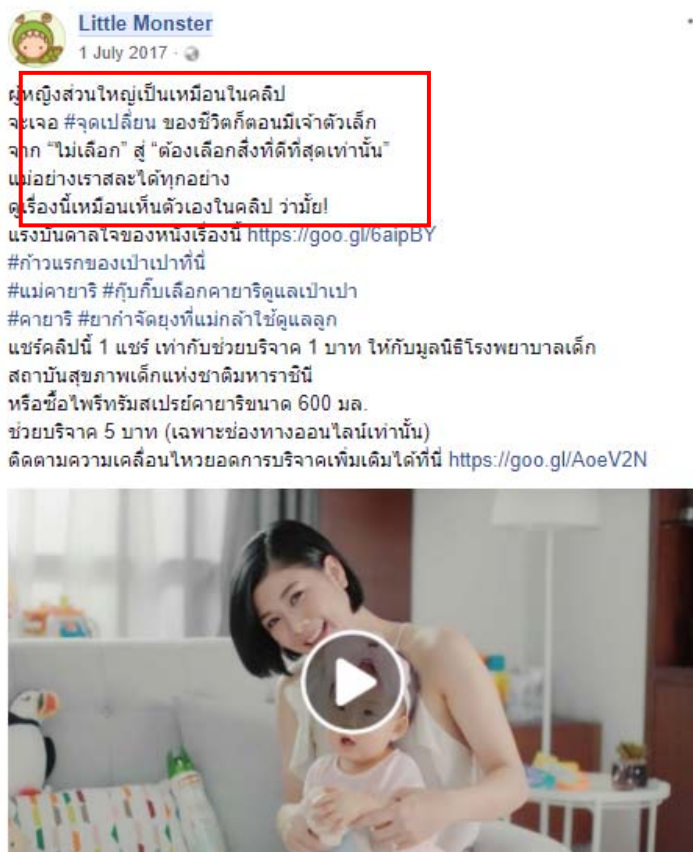 Little Monster
1 July 2017
ผู้หญิงส่วนใหญ่เป็นเหมือนในคลิป
จะเจอ #จุดเปลี่ยน ของชีวิตก็ตอนมีเจ้าตัวเล็ก
จาก “ไม่เลือก” สู่ “ต้องเลือกสิ่งที่ดีที่สุดเท่านั้น”
แม่อย่างเราสละได้ทุกอย่าง
ดูเรื่องนี้เหมือนเห็นตัวเองในคลิป ว่ามั้ย!
แรงบันดาลใจของหนังเรื่องนี้ https://goo.gl/6aipBY
#ก้าวแรกของเป่าเปาที่นี่
#แม่คายาริ #กุ๊บกิ๊บเลือกคายาริดูแลเป่าเปา
#คายาริ #ยากำจัดยุงที่แม่กล้าใช้ดูแลลูก
แชร์คลิปนี้ 1 แชร์ เท่ากับช่วยบริจาค 1 บาท ให้กับมูลนิธิโรงพยาบาลเด็ก
สถาบันสุขภาพเด็กแห่งชาติมหาราชินี
หรือซื้อไพรีทรัมสเปรย์คายาริขนาด 600 มล.
ช่วยบริจาค 5 บาท (เฉพาะช่องทางออนไลน์เท่านั้น)
ติดตามความเคลื่อนไหวยอดการบริจาคเพิ่มเติมได้ที่นี่ https://goo.gl/AoeV2N